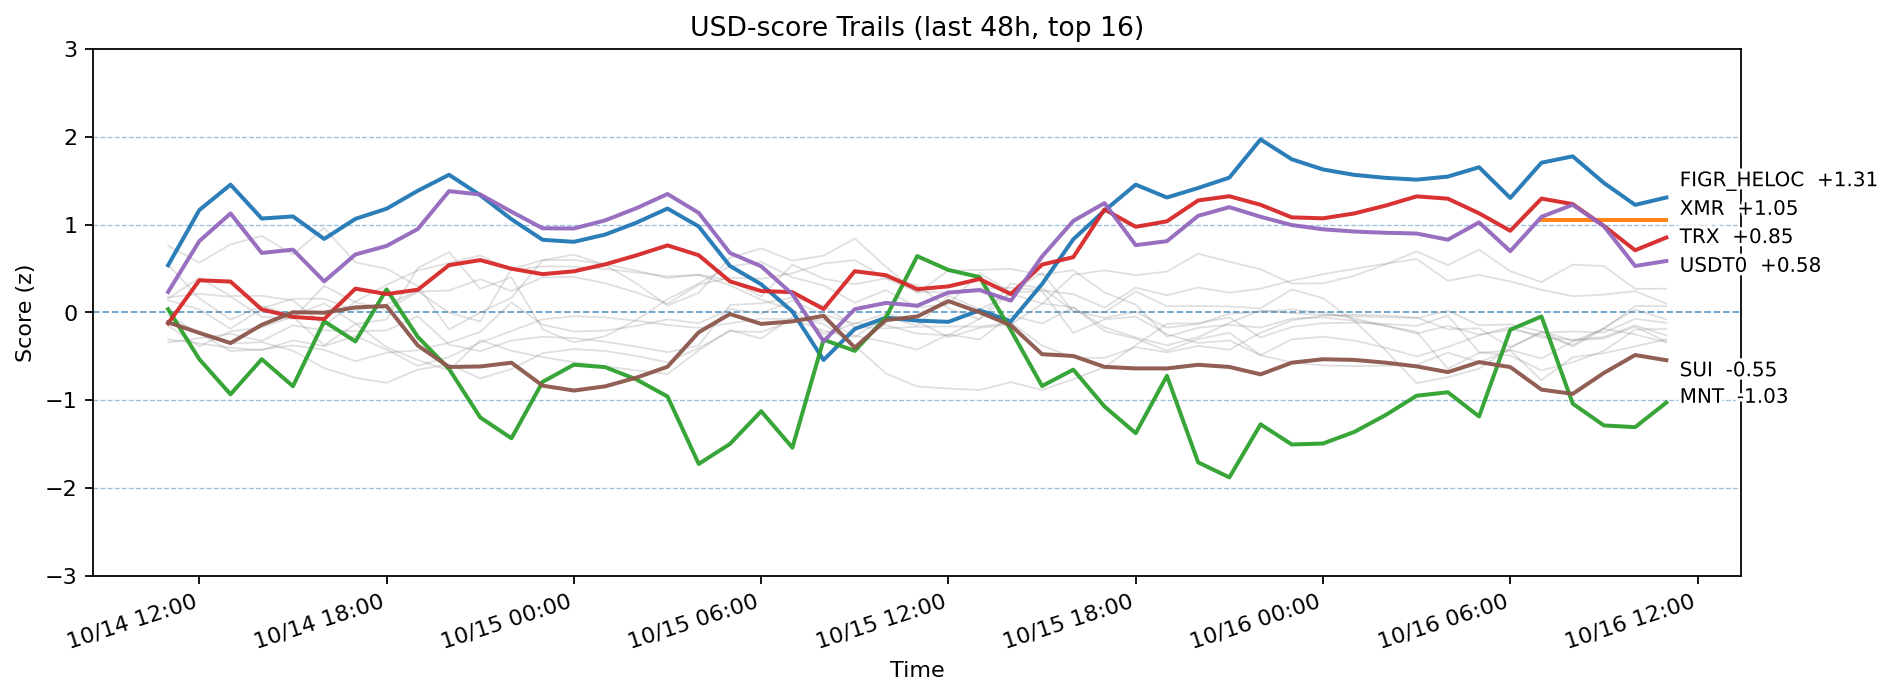 USD-score Trails (last 48h, top 16)
3
2
1
0
−1
−2
−3
Score (z)
FIGR_HELOC +1.31
XMR +1.05
TRX +0.85
USDT0 +0.58
SUI -0.55
MNT -1.03
10/14 12:00
10/14 18:00
10/15 00:00
10/15 06:00
10/15 12:00
10/15 18:00
10/16 00:00
10/16 06:00
10/16 12:00
Time